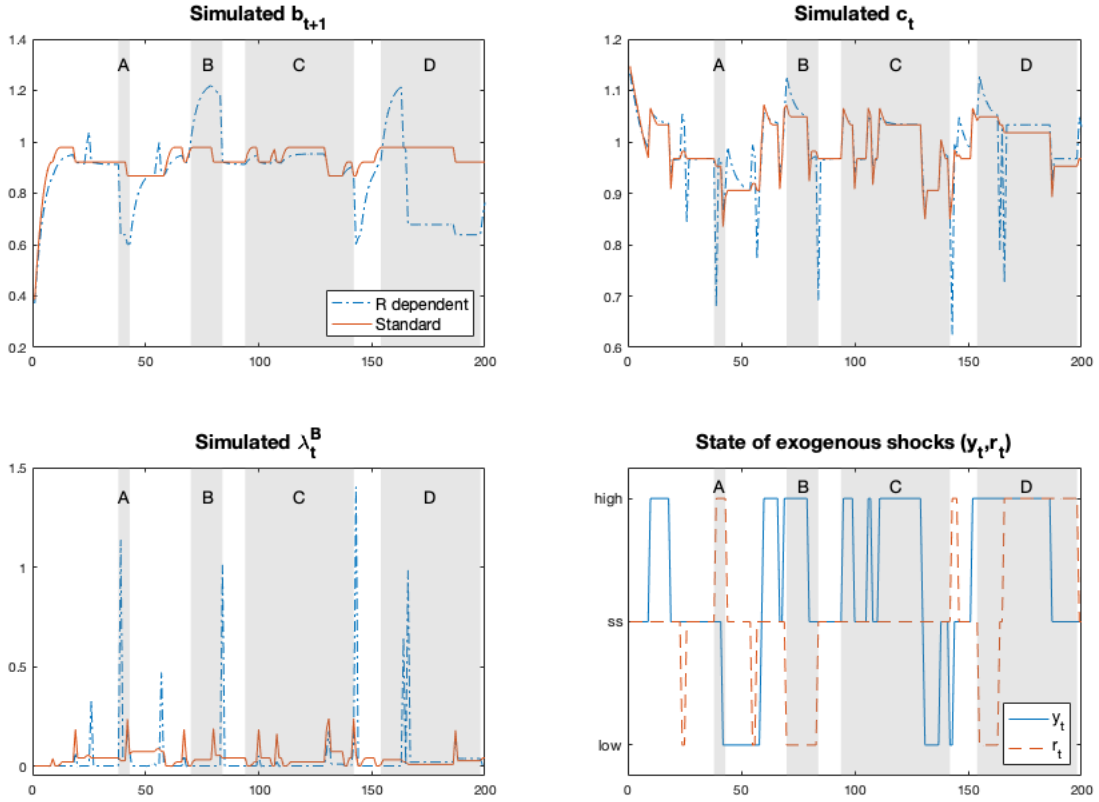 Simulated b_{t+1}
1.4
1.2
1
0.8
0.6
0.4
0.2
0 50 100 150 200
A B C D
R dependent
Standard
Simulated c_t
1.2
1.1
1.0
0.9
0.8
0.7
0.6
0 50 100 150 200
A B C D
Simulated λ_t^B
1.5
1
0.5
0
0 50 100 150 200
A B C D
State of exogenous shocks (y_t,r_t)
high
ss
low
0 50 100 150 200
A B C D
y_t
r_t